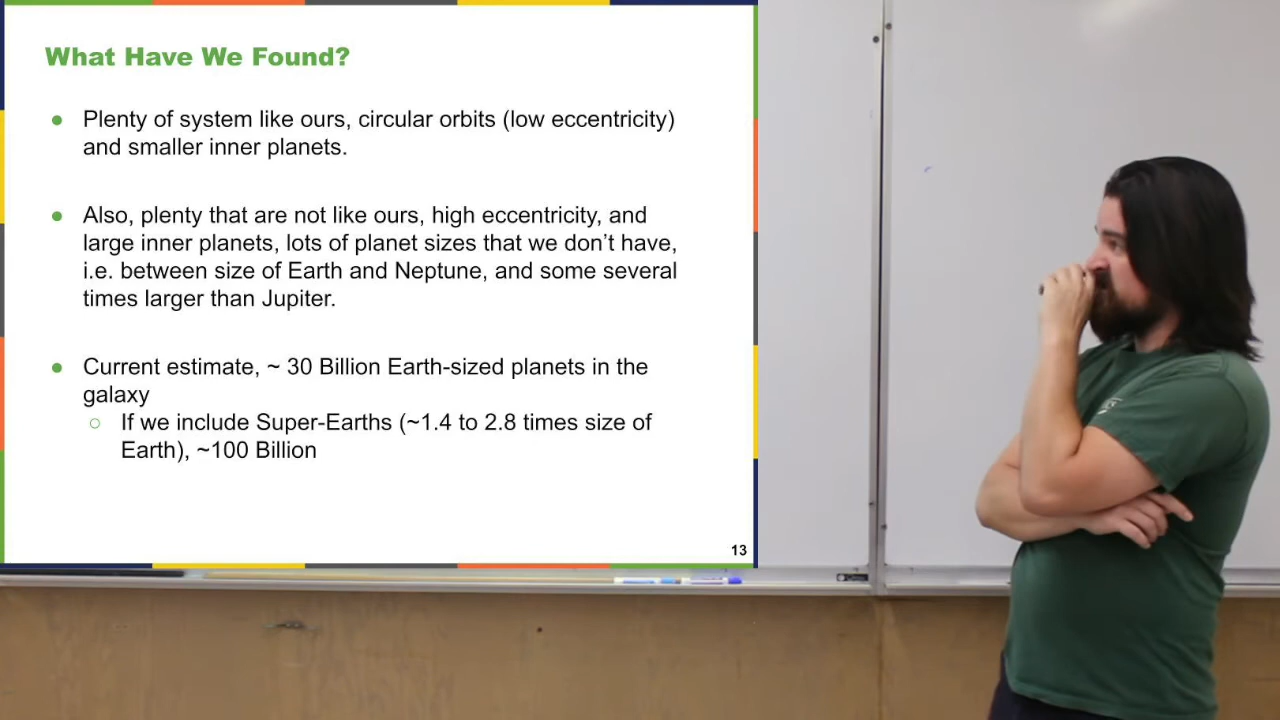 What Have We Found?
● Plenty of system like ours, circular orbits (low eccentricity)
and smaller inner planets.
● Also, plenty that are not like ours, high eccentricity, and
large inner planets, lots of planet sizes that we don’t have,
i.e. between size of Earth and Neptune, and some several
times larger than Jupiter.
● Current estimate, ~ 30 Billion Earth-sized planets in the
galaxy
○ If we include Super-Earths (~1.4 to 2.8 times size of
Earth), ~100 Billion
13